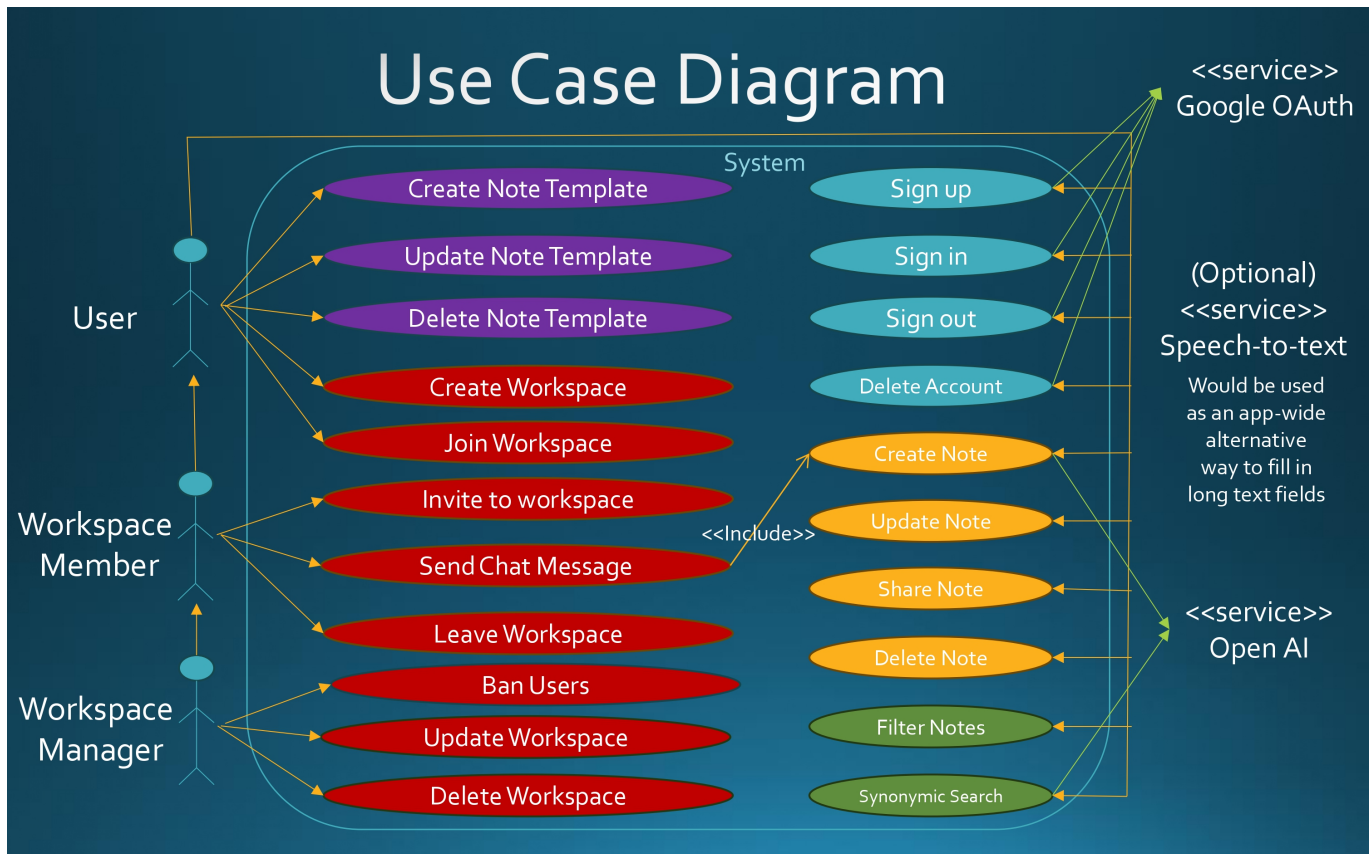 Use Case Diagram
System
User
Workspace
Member
Workspace
Manager
Create Note Template
Update Note Template
Delete Note Template
Create Workspace
Join Workspace
Invite to workspace
Send Chat Message
Leave Workspace
Ban Users
Update Workspace
Delete Workspace
<<Include>>
Sign up
Sign in
Sign out
Delete Account
Create Note
Update Note
Share Note
Delete Note
Filter Notes
Synonymic Search
<<service>>
Google OAuth
(Optional)
<<service>>
Speech-to-text
Would be used
as an app-wide
alternative
way to fill in
long text fields
<<service>>
Open AI